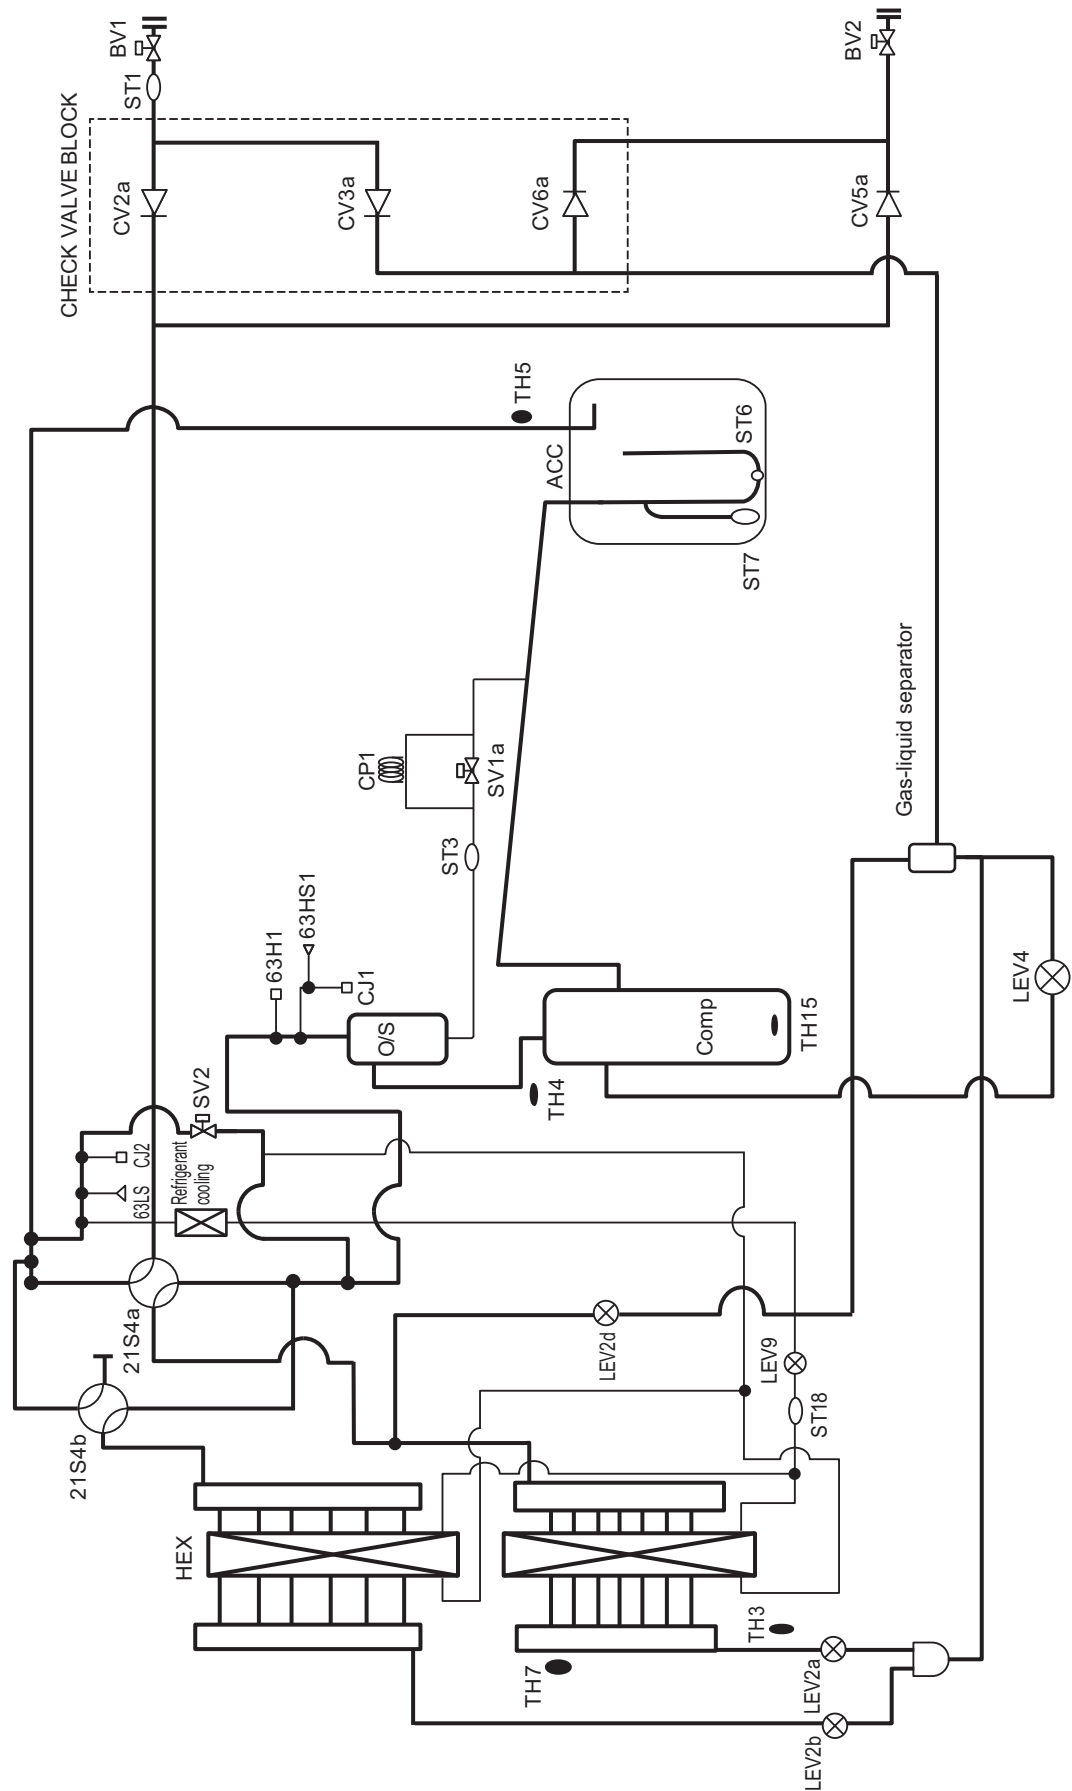 BV1
ST1
CHECK VALVE BLOCK
CV2a
CV3a
CV6a
CV5a
BV2
TH5
ACC
ST6
ST7
CP1
SV1a
ST3
Gas-liquid separator
63HS1
63H1
CJ1
O/S
Comp
TH15
TH4
LEV4
SV2
CJ2
63LS
Refrigerant
cooling
21S4a
21S4b
LEV2d
LEV9
ST18
HEX
TH3
TH7
LEV2a
LEV2b